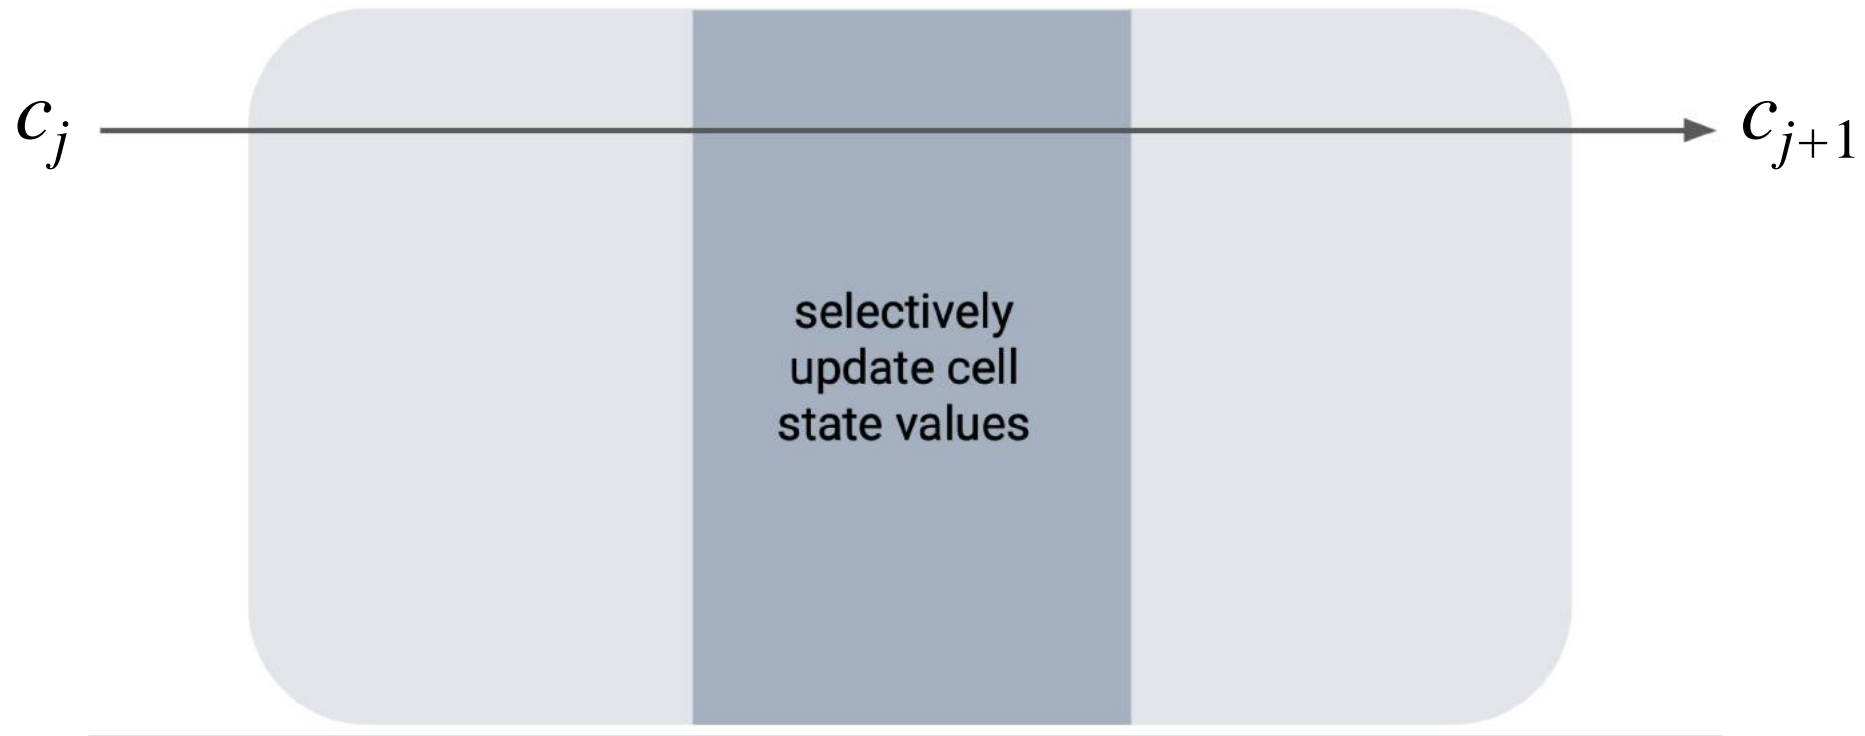 c_j
c_{j+1}
selectively
update cell
state values